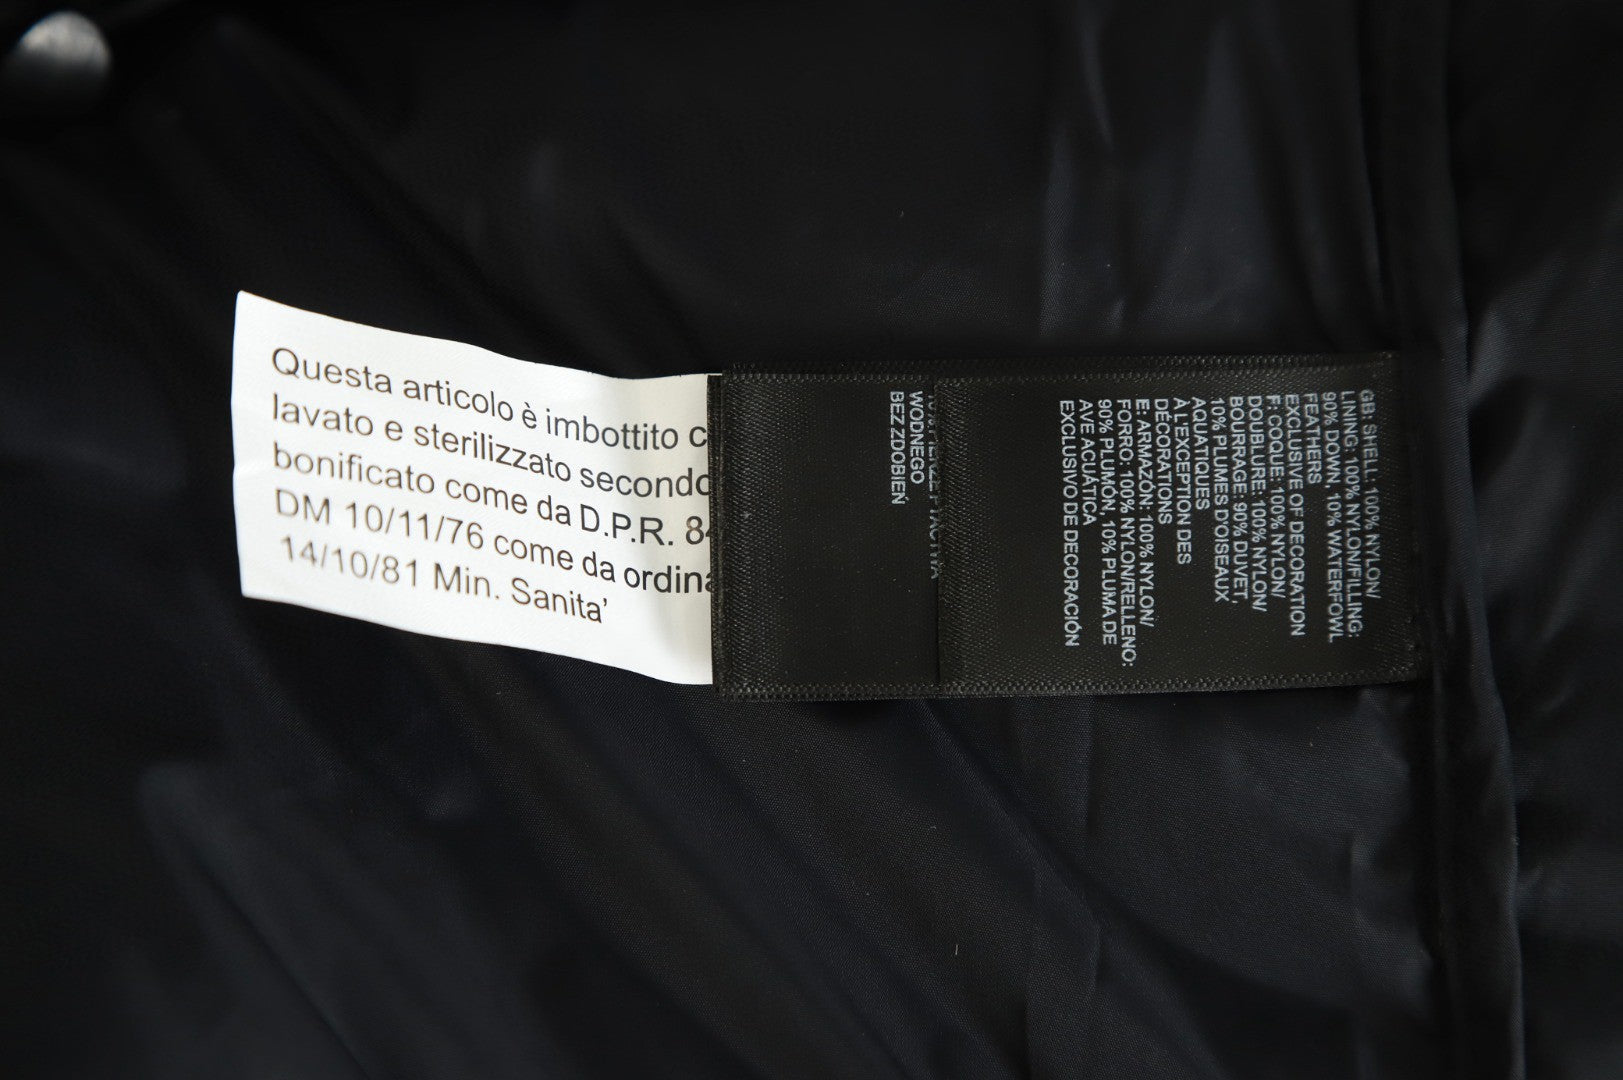 Questa articolo è imbottito c
lavato e sterilizzato secondo
bonificato come da D.P.R. 84
DM 10/11/76 come da ordina
14/10/81 Min. Sanita'
WODNEGO
BEZ ZDOBIEŃ
GB: SHELL: 100% NYLON/
LINING: 100% NYLON/FILLING:
90% DOWN, 10% WATERFOWL
FEATHERS
EXCLUSIVE OF DECORATION
F: COQUE: 100% NYLON/
DOUBLURE: 100% NYLON/
BOURRAGE: 90% DUVET,
10% PLUMES D'OISEAUX
AQUATIQUES
À L'EXCEPTION DES
DÉCORATIONS
E: ARMAZÓN: 100% NYLON/
FORRO: 100% NYLON/RELLENO:
90% PLUMÓN, 10% PLUMA DE
AVE ACUÁTICA
EXCLUSIVO DE DECORACIÓN